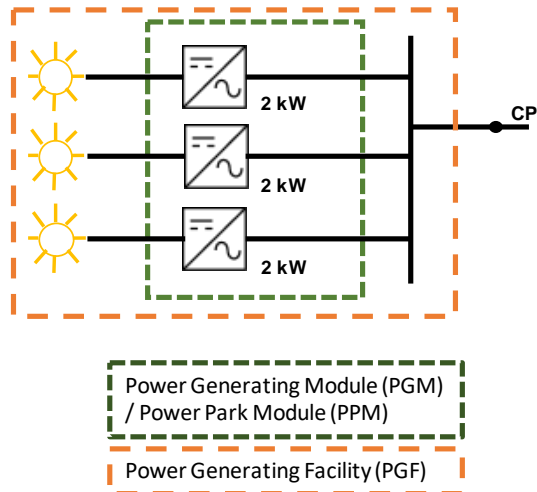 2 kW
CP
2 kW
2 kW
Power Generating Module (PGM)
/ Power Park Module (PPM)
Power Generating Facility (PGF)